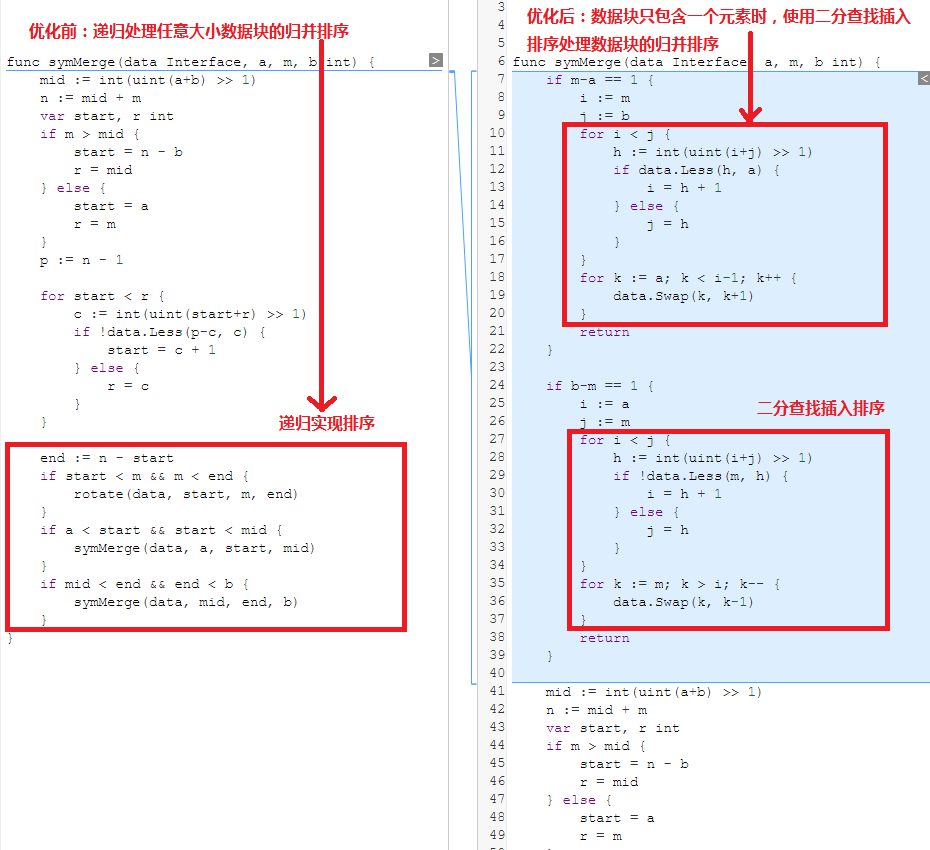 优化前：递归处理任意大小数据块的归并排序
func symMerge(data Interface, a, m, b int) {
    mid := int(uint(a+b) >> 1)
    n := mid + m
    var start, r int
    if m > mid {
        start = n - b
        r = mid
    } else {
        start = a
        r = m
    }
    p := n - 1
    for start < r {
        c := int(uint(start+r) >> 1)
        if !data.Less(p-c, c) {
            start = c + 1
        } else {
            r = c
        }
    }
递归实现排序
    end := n - start
    if start < m && m < end {
        rotate(data, start, m, end)
    }
    if a < start && start < mid {
        symMerge(data, a, start, mid)
    }
    if mid < end && end < b {
        symMerge(data, mid, end, b)
    }
}
3
4 优化后：数据块只包含一个元素时，使用二分查找插入
5 排序处理数据块的归并排序
6 func symMerge(data Interface, a, m, b int) {
7     if m-a == 1 {
8         i := m
9         j := b
10         for i < j {
11             h := int(uint(i+j) >> 1)
12             if data.Less(h, a) {
13                 i = h + 1
14             } else {
15                 j = h
16             }
17         }
18         for k := a; k < i-1; k++ {
19             data.Swap(k, k+1)
20         }
21         return
22     }
23
24     if b-m == 1 {
25         i := a
二分查找插入排序
26         j := m
27         for i < j {
28             h := int(uint(i+j) >> 1)
29             if !data.Less(m, h) {
30                 i = h + 1
31             } else {
32                 j = h
33             }
34         }
35         for k := m; k > i; k-- {
36             data.Swap(k, k-1)
37         }
38         return
39     }
40
41     mid := int(uint(a+b) >> 1)
42     n := mid + m
43     var start, r int
44     if m > mid {
45         start = n - b
46         r = mid
47     } else {
48         start = a
49         r = m